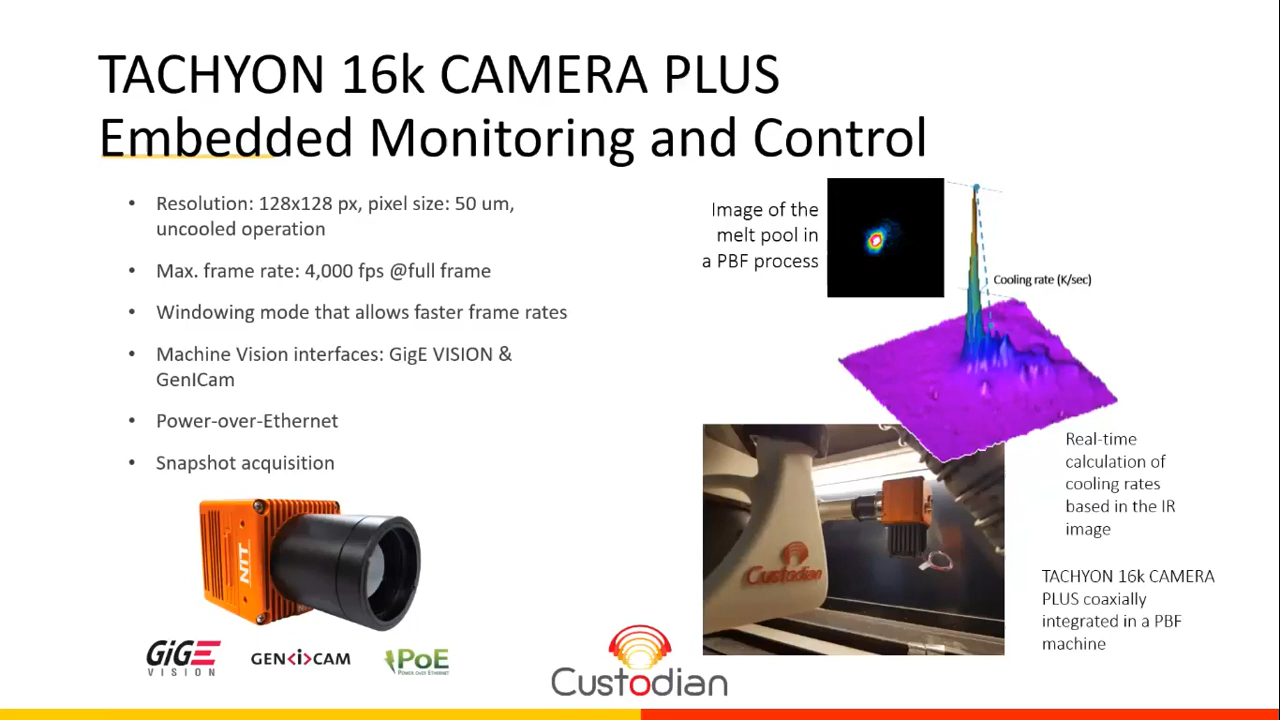 TACHYON 16k CAMERA PLUS
Embedded Monitoring and Control
• Resolution: 128x128 px, pixel size: 50 um,
uncooled operation
• Max. frame rate: 4,000 fps @full frame
• Windowing mode that allows faster frame rates
• Machine Vision interfaces: GigE VISION &
GenICam
• Power-over-Ethernet
• Snapshot acquisition
NIT
GiGE
VISION
GEN<i>CAM
PoE
POWER OVER ETHERNET
Custodian
Image of the
melt pool in
a PBF process
Cooling rate (K/sec)
Custodian
Real-time
calculation of
cooling rates
based in the IR
image
TACHYON 16k CAMERA
PLUS coaxially
integrated in a PBF
machine